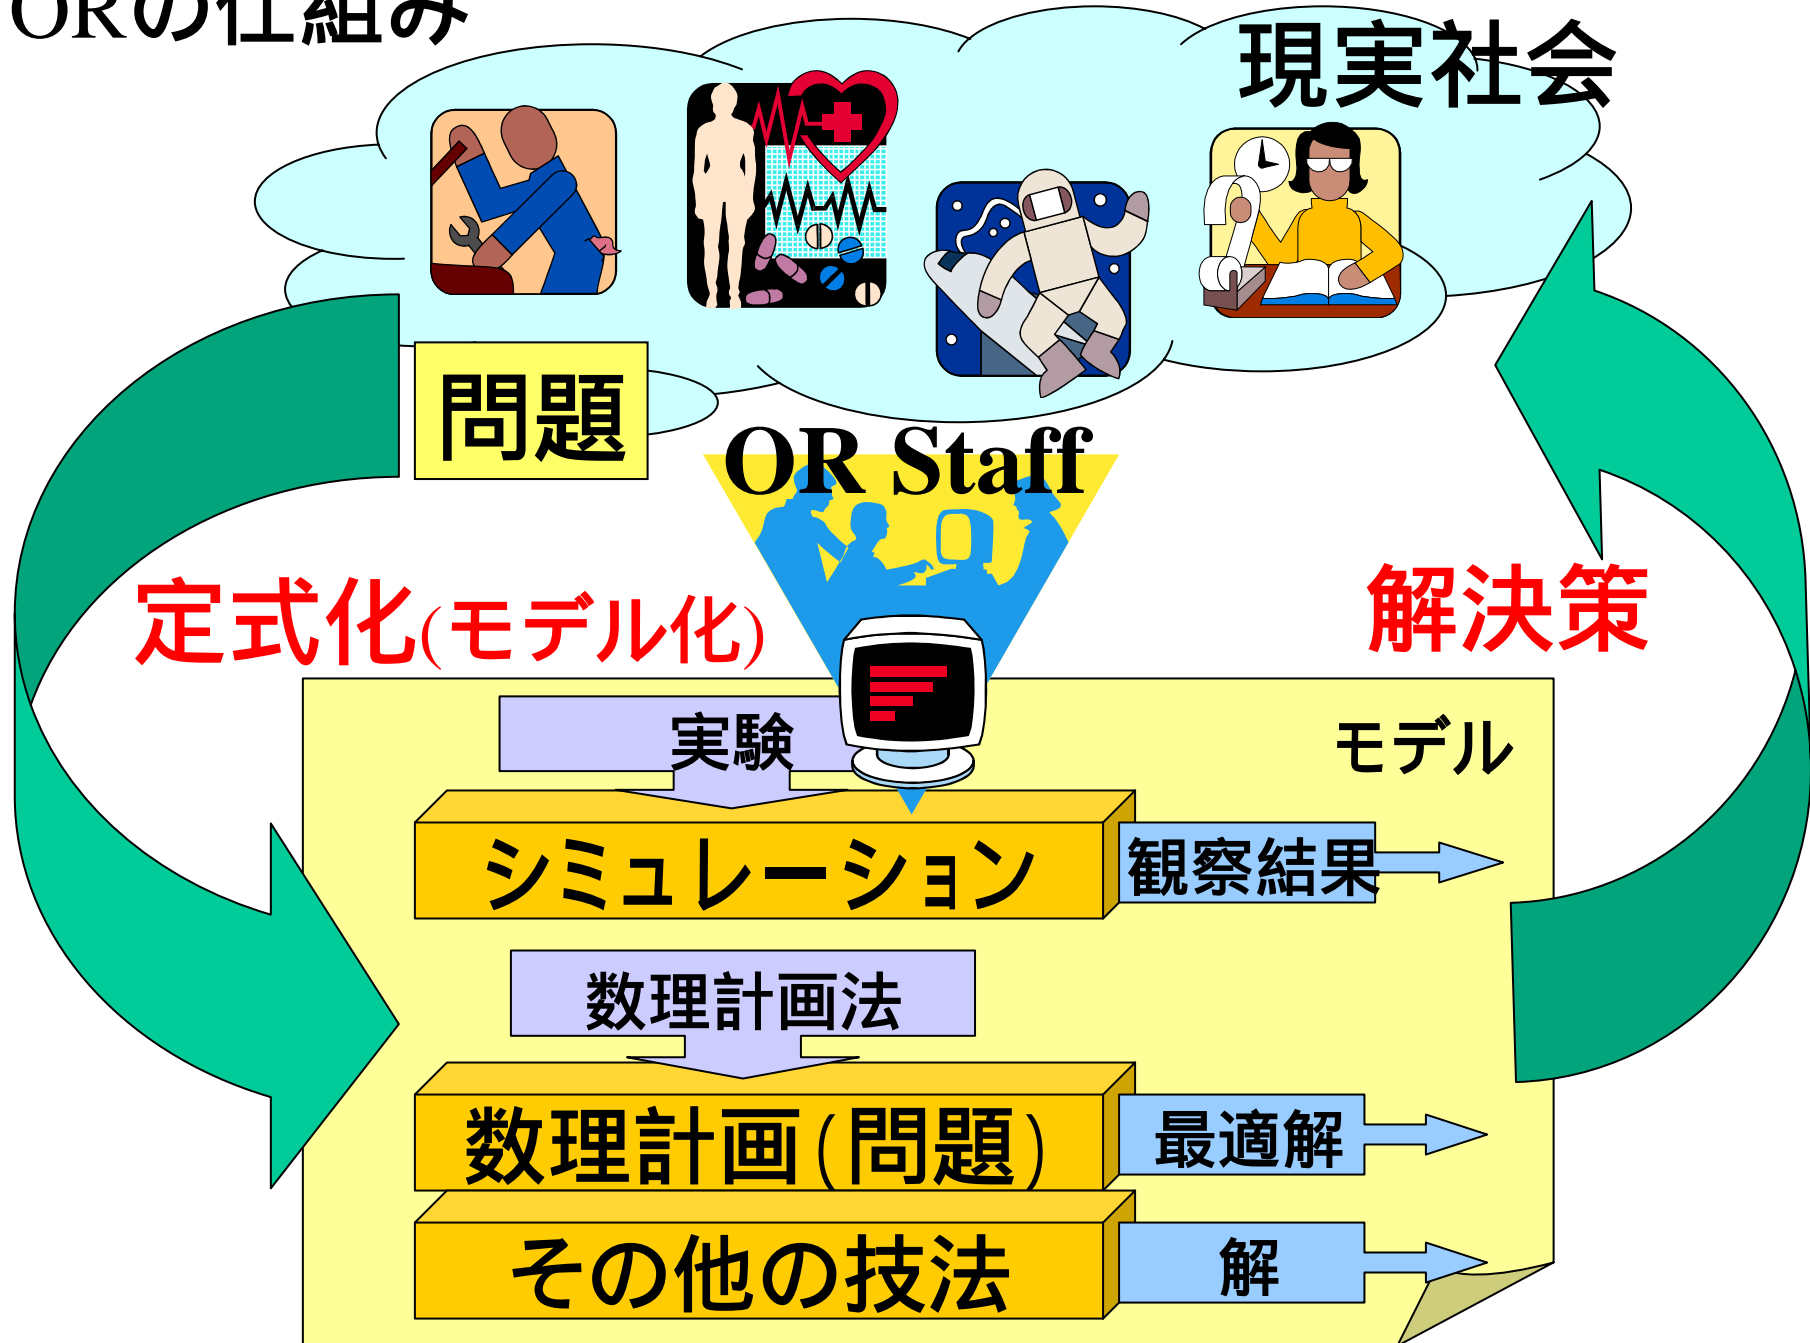 ORの仕組み
現実社会
問題
OR Staff
定式化(モデル化)
解決策
実験
モデル
シミュレーション
観察結果
数理計画法
数理計画(問題)
最適解
その他の技法
解